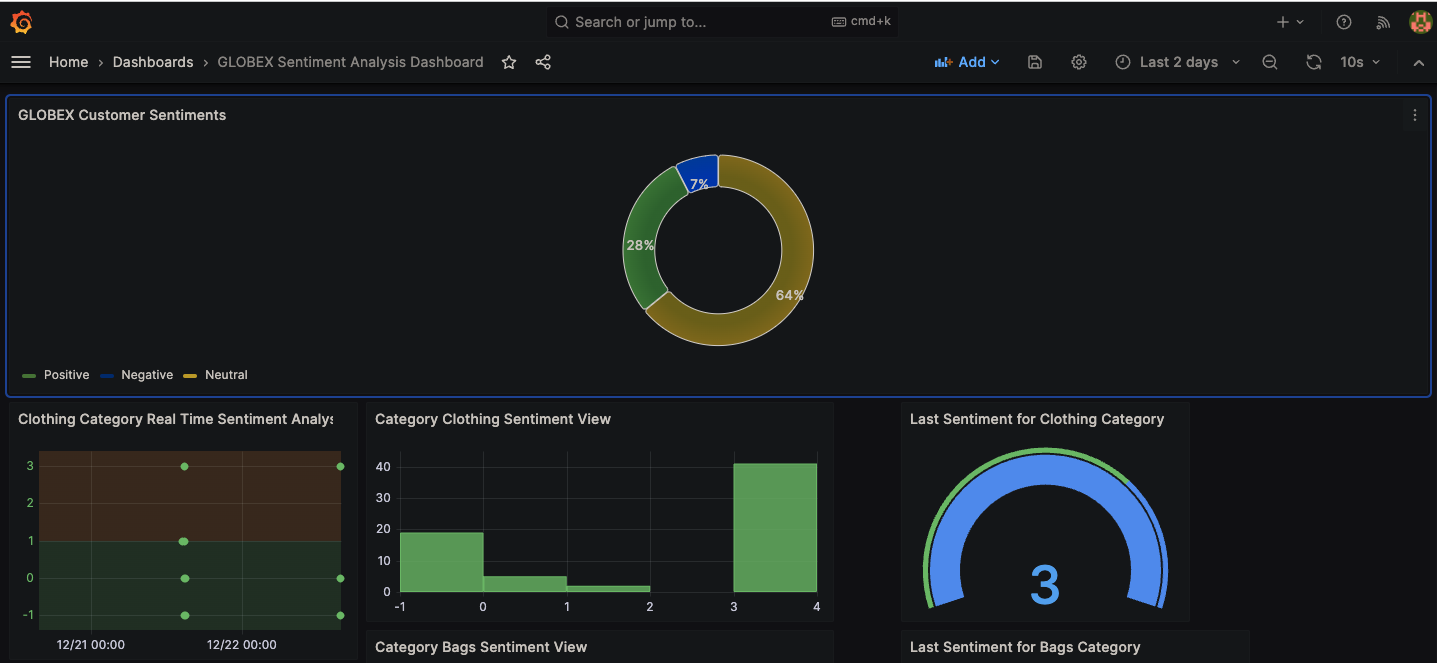 Search or jump to... cmd+k
Home › Dashboards › GLOBEX Sentiment Analysis Dashboard Add Last 2 days 10s
GLOBEX Customer Sentiments
7%
28%
64%
Positive Negative Neutral
Clothing Category Real Time Sentiment Analys
3
2
1
0
-1
12/21 00:00 12/22 00:00
Category Clothing Sentiment View
40
30
20
10
0
-1 0 1 2 3 4
Last Sentiment for Clothing Category
3
Category Bags Sentiment View
Last Sentiment for Bags Category